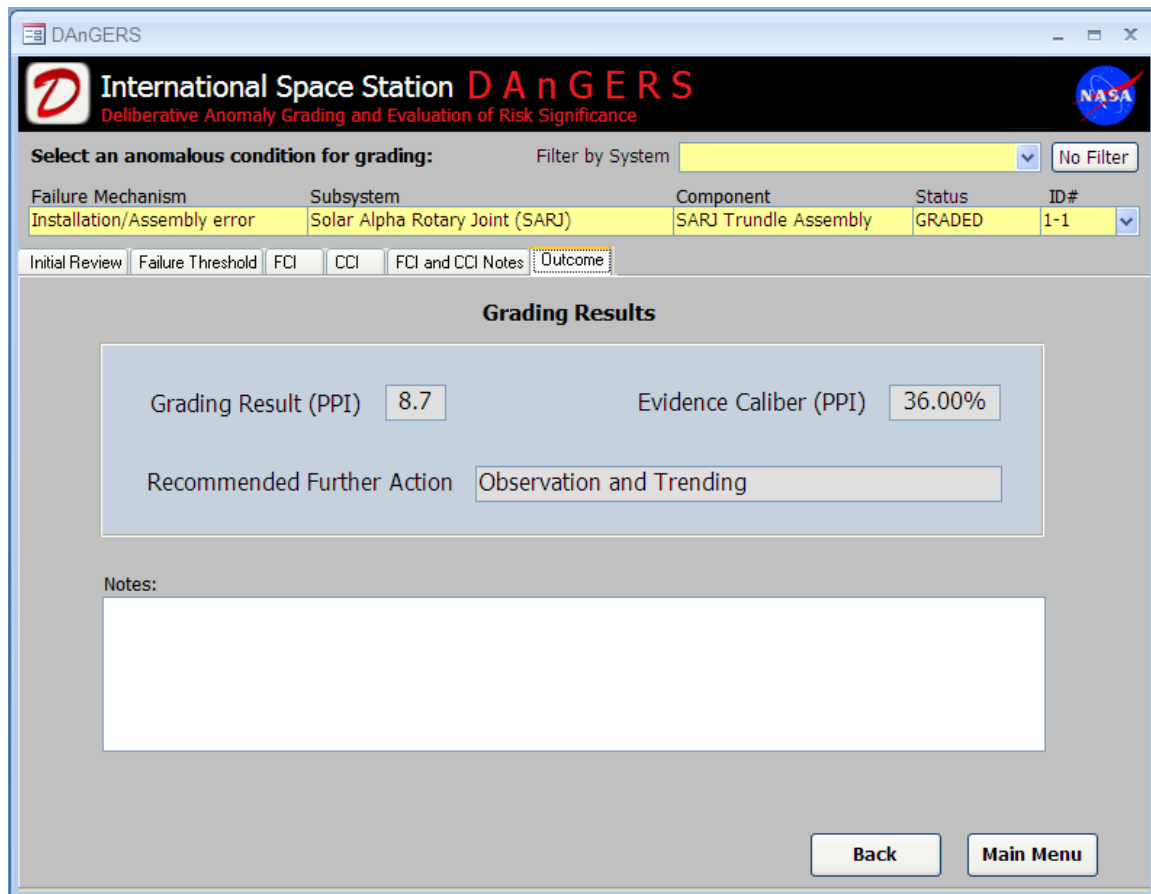 DAnGERS
D International Space Station D A n G E R S
Deliberative Anomaly Grading and Evaluation of Risk Significance
NASA
Select an anomalous condition for grading: Filter by System No Filter
Failure Mechanism Subsystem Component Status ID#
Installation/Assembly error Solar Alpha Rotary Joint (SARJ) SARJ Trundle Assembly GRADED 1-1
Initial Review Failure Threshold FCI CCI FCI and CCI Notes Outcome
Grading Results
Grading Result (PPI) 8.7 Evidence Caliber (PPI) 36.00%
Recommended Further Action Observation and Trending
Notes:
Back Main Menu